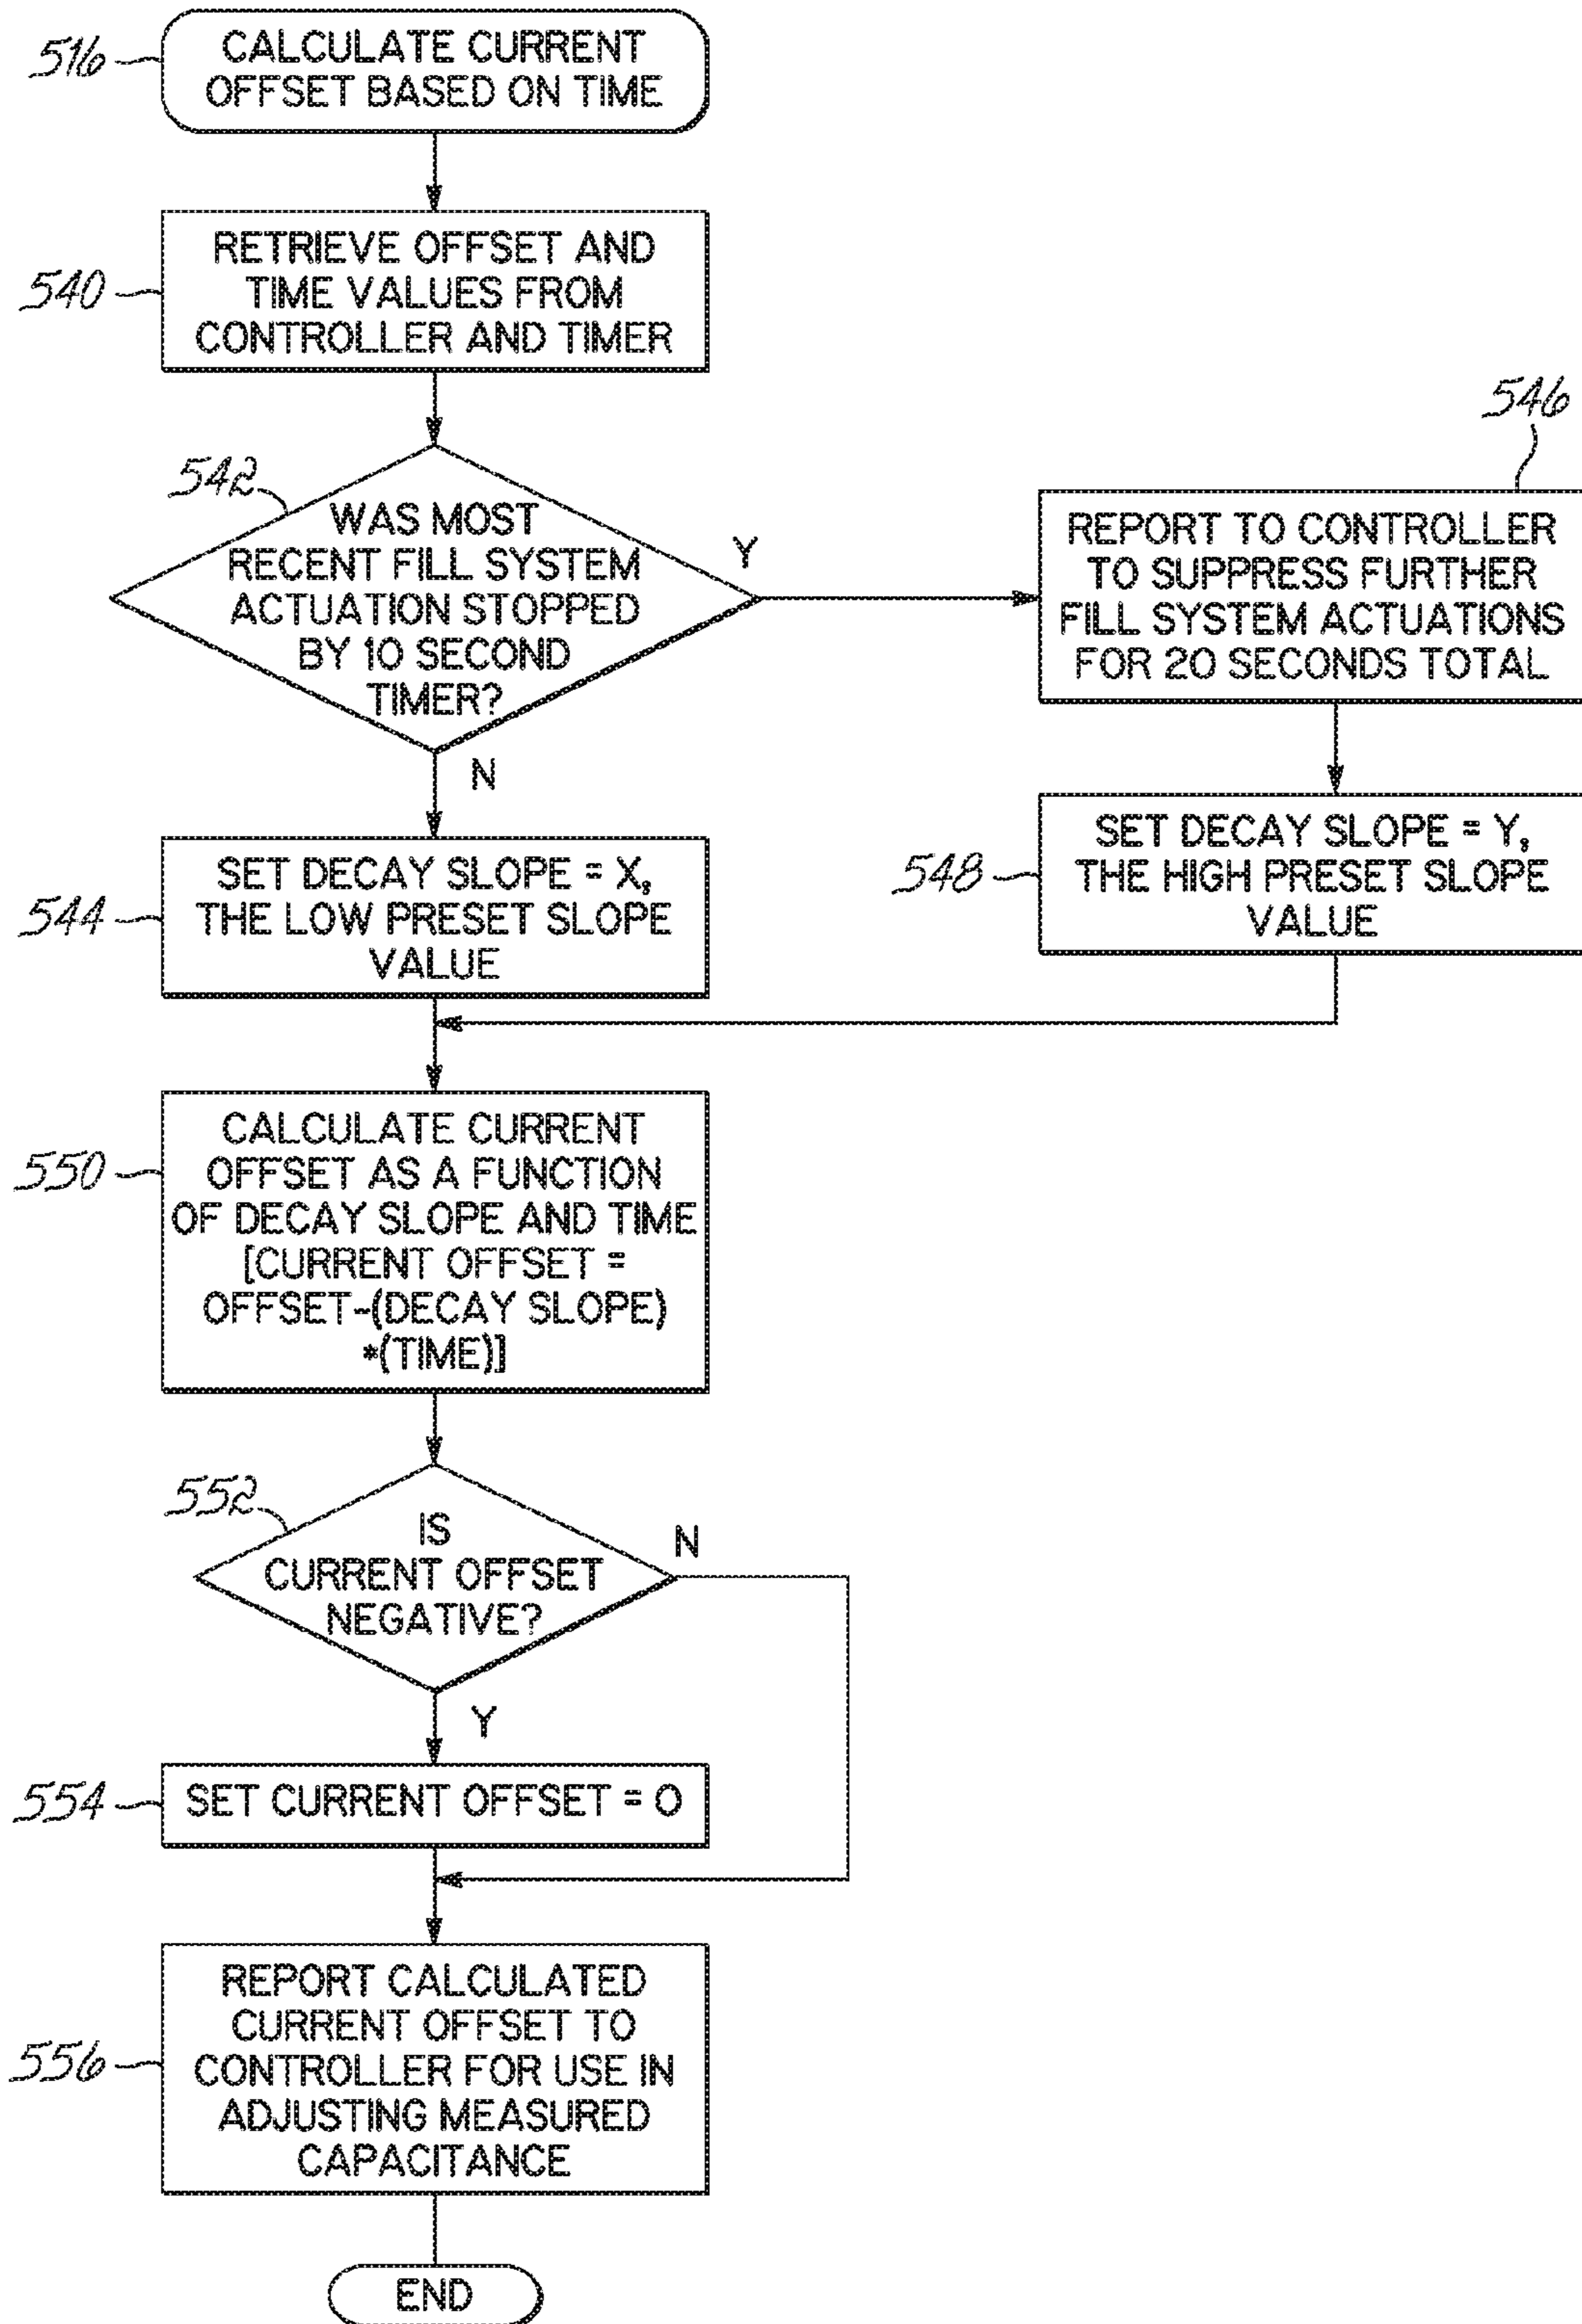 516
CALCULATE CURRENT
OFFSET BASED ON TIME
540
RETRIEVE OFFSET AND
TIME VALUES FROM
CONTROLLER AND TIMER
542
WAS MOST
RECENT FILL SYSTEM
ACTUATION STOPPED
BY 10 SECOND
TIMER?
Y
N
546
REPORT TO CONTROLLER
TO SUPPRESS FURTHER
FILL SYSTEM ACTUATIONS
FOR 20 SECONDS TOTAL
548
SET DECAY SLOPE = Y,
THE HIGH PRESET SLOPE
VALUE
544
SET DECAY SLOPE = X,
THE LOW PRESET SLOPE
VALUE
550
CALCULATE CURRENT
OFFSET AS A FUNCTION
OF DECAY SLOPE AND TIME
[CURRENT OFFSET =
OFFSET-(DECAY SLOPE)
*(TIME)]
552
IS
CURRENT OFFSET
NEGATIVE?
N
Y
554
SET CURRENT OFFSET = 0
556
REPORT CALCULATED
CURRENT OFFSET TO
CONTROLLER FOR USE IN
ADJUSTING MEASURED
CAPACITANCE
END